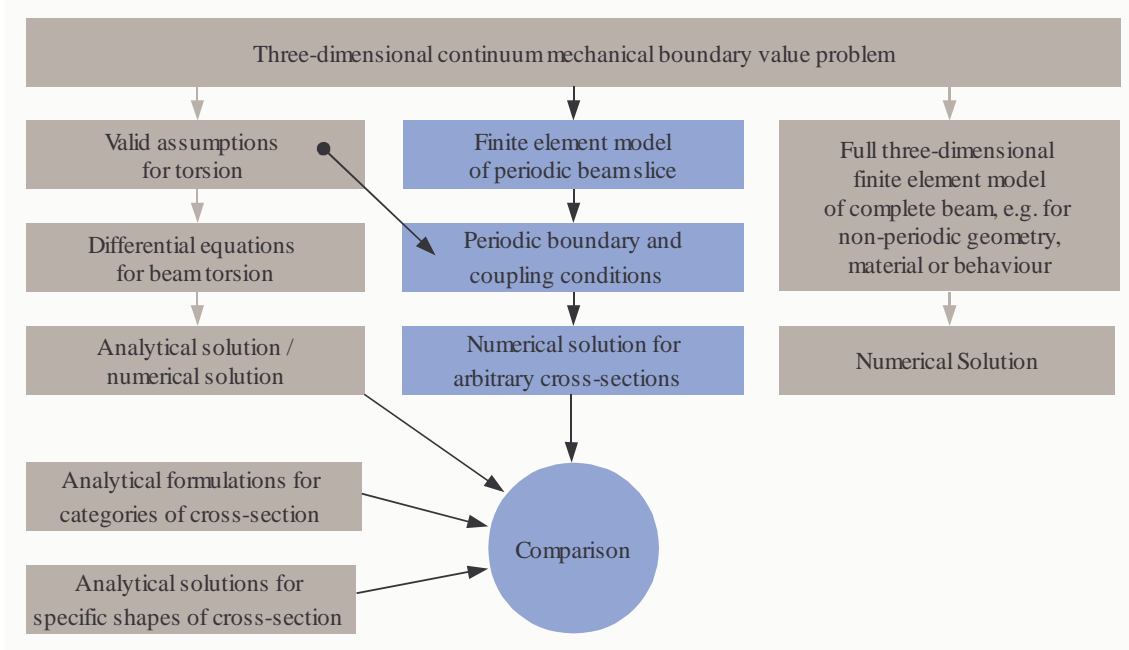 Three-dimensional continuum mechanical boundary value problem
Valid assumptions
for torsion
Finite element model
of periodic beam slice
Full three-dimensional
finite element model
of complete beam, e.g. for
non-periodic geometry,
material or behaviour
Differential equations
for beam torsion
Periodic boundary and
coupling conditions
Analytical solution /
numerical solution
Numerical solution for
arbitrary cross-sections
Numerical Solution
Analytical formulations for
categories of cross-section
Comparison
Analytical solutions for
specific shapes of cross-section